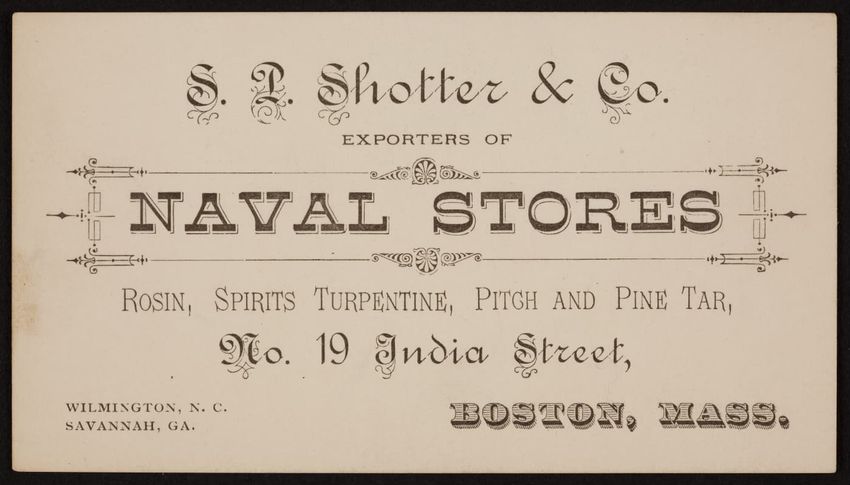 S. P. Shotter & Co.
EXPORTERS OF
NAVAL STORES
ROSIN, SPIRITS TURPENTINE, PITCH AND PINE TAR,
No. 19 India Street,
WILMINGTON, N. C.
SAVANNAH, GA.
BOSTON, MASS.